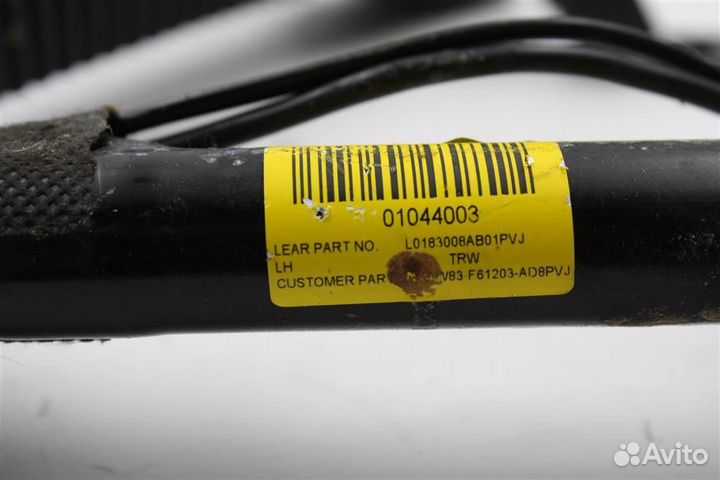 01044003
LEAR PART NO. L0183008AB01PVJ
LH TRW
CUSTOMER PART F61203-AD8PVJ
Avito